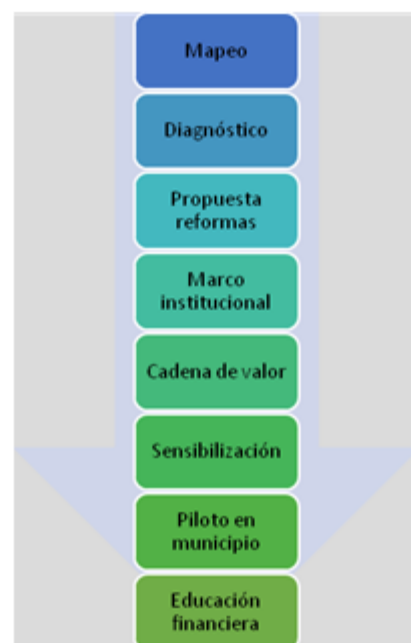 Mapeo
Diagnóstico
Propuesta
reformas
Marco
institucional
Cadena de valor
Sensibilización
Piloto en
municipio
Educación
financiera